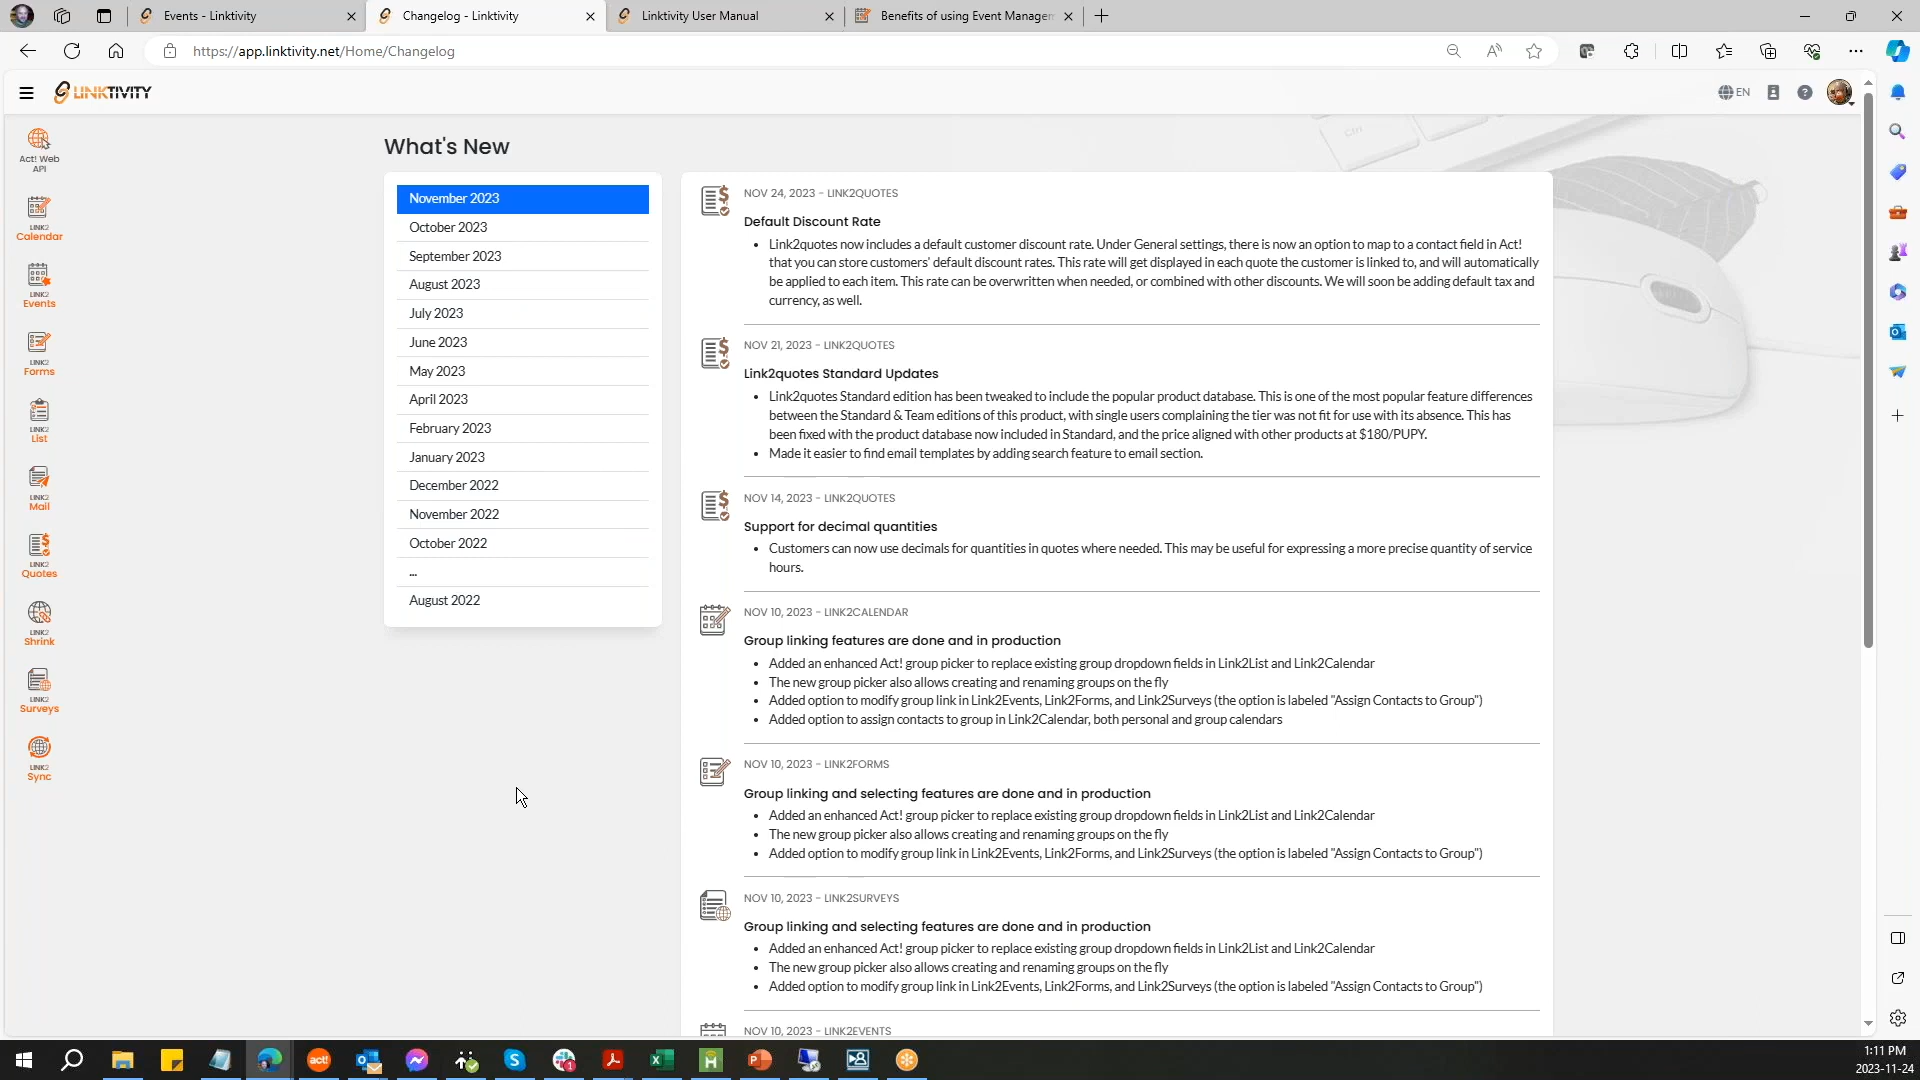 Events - Linktivity
Changelog - Linktivity
Linktivity User Manual
Benefits of using Event Managem
https://app.linktivity.net/Home/Changelog
LINKTIVITY
EN
Act! Web
API
LINK2
Calendar
LINK2
Events
LINK2
Forms
LINK2
List
LINK2
Mail
LINK2
Quotes
LINK2
Shrink
LINK2
Surveys
LINK2
Sync
What's New
November 2023
October 2023
September 2023
August 2023
July 2023
June 2023
May 2023
April 2023
February 2023
January 2023
December 2022
November 2022
October 2022
...
August 2022
NOV 24, 2023 - LINK2QUOTES
Default Discount Rate
• Link2quotes now includes a default customer discount rate. Under General settings, there is now an option to map to a contact field in Act!
that you can store customers' default discount rates. This rate will get displayed in each quote the customer is linked to, and will automatically
be applied to each item. This rate can be overwritten when needed, or combined with other discounts. We will soon be adding default tax and
currency, as well.
NOV 21, 2023 - LINK2QUOTES
Link2quotes Standard Updates
• Link2quotes Standard edition has been tweaked to include the popular product database. This is one of the most popular feature differences
between the Standard & Team editions of this product, with single users complaining the tier was not fit for use with its absence. This has
been fixed with the product database now included in Standard, and the price aligned with other products at $180/PUPY.
• Made it easier to find email templates by adding search feature to email section.
NOV 14, 2023 - LINK2QUOTES
Support for decimal quantities
• Customers can now use decimals for quantities in quotes where needed. This may be useful for expressing a more precise quantity of service
hours.
NOV 10, 2023 - LINK2CALENDAR
Group linking features are done and in production
• Added an enhanced Act! group picker to replace existing group dropdown fields in Link2List and Link2Calendar
• The new group picker also allows creating and renaming groups on the fly
• Added option to modify group link in Link2Events, Link2Forms, and Link2Surveys (the option is labeled "Assign Contacts to Group")
• Added option to assign contacts to group in Link2Calendar, both personal and group calendars
NOV 10, 2023 - LINK2FORMS
Group linking and selecting features are done and in production
• Added an enhanced Act! group picker to replace existing group dropdown fields in Link2List and Link2Calendar
• The new group picker also allows creating and renaming groups on the fly
• Added option to modify group link in Link2Events, Link2Forms, and Link2Surveys (the option is labeled "Assign Contacts to Group")
NOV 10, 2023 - LINK2SURVEYS
Group linking and selecting features are done and in production
• Added an enhanced Act! group picker to replace existing group dropdown fields in Link2List and Link2Calendar
• The new group picker also allows creating and renaming groups on the fly
• Added option to modify group link in Link2Events, Link2Forms, and Link2Surveys (the option is labeled "Assign Contacts to Group")
NOV 10, 2023 - LINK2EVENTS
Ctrl
act!
1:11 PM
2023-11-24